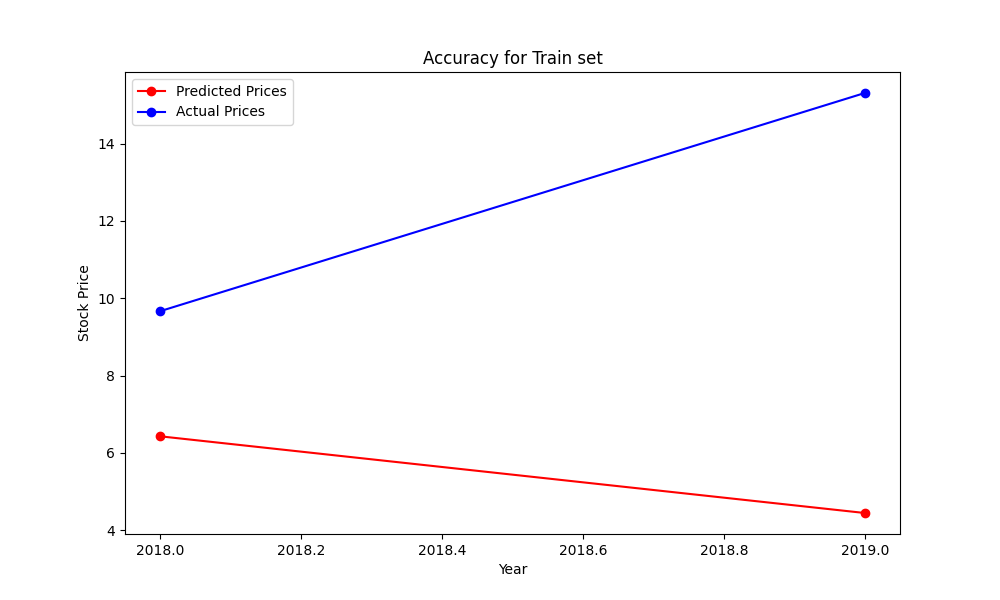 Accuracy for Train set
Predicted Prices
Actual Prices
14
12
10
8
6
4
Stock Price
2018.0 2018.2 2018.4 2018.6 2018.8 2019.0
Year